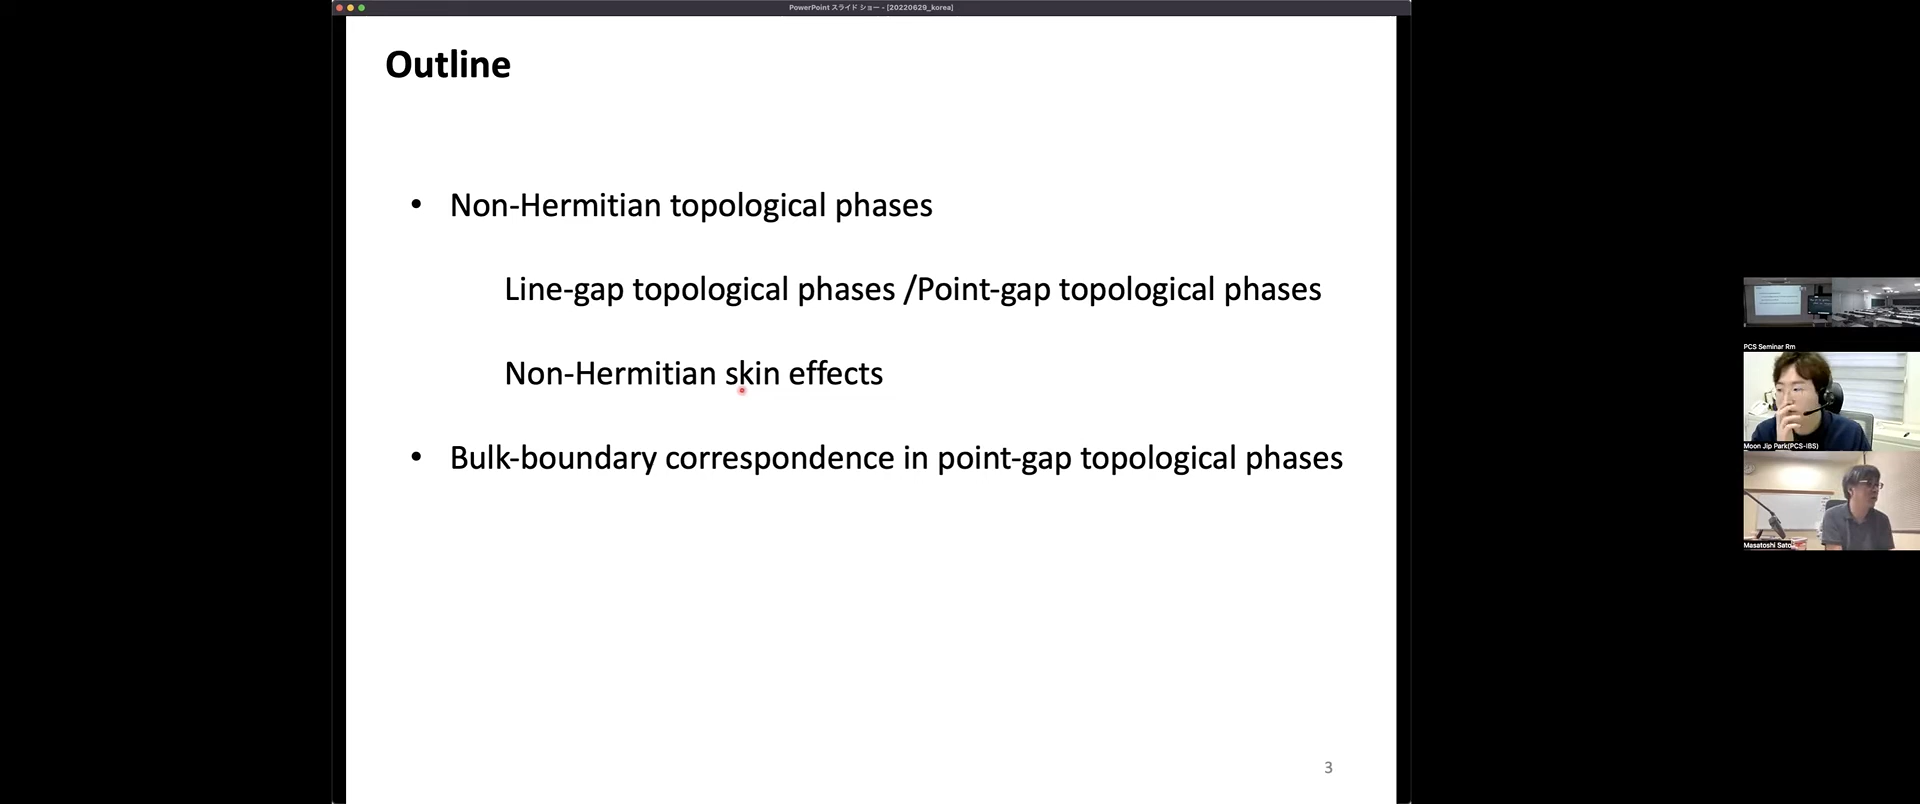 PowerPoint スライド ショー - [20220629_korea]
Outline
• Non-Hermitian topological phases
Line-gap topological phases /Point-gap topological phases
Non-Hermitian skin effects
• Bulk-boundary correspondence in point-gap topological phases
3
PCS Seminar Rm
Moon Jip Park(PCS-IBS)
Masatoshi Sato